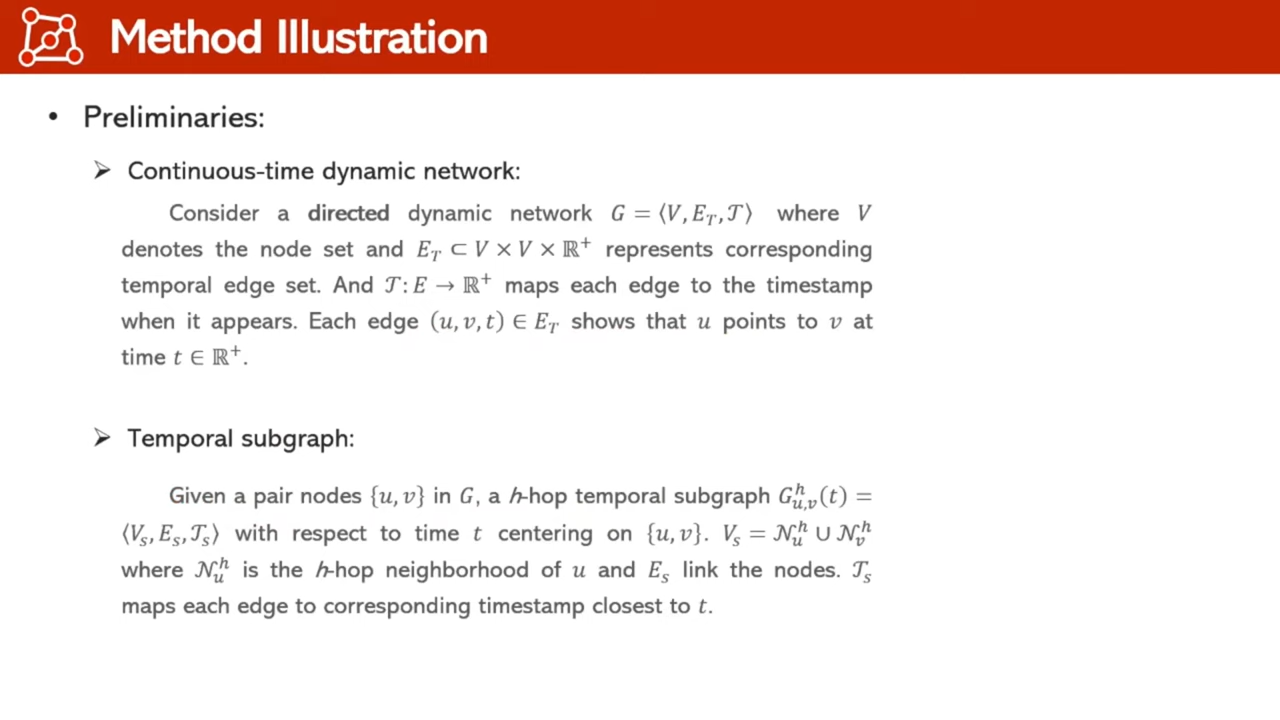 Method Illustration
• Preliminaries:
➢ Continuous-time dynamic network:
Consider a directed dynamic network G = ⟨V, E_T, 𝒯⟩ where V
denotes the node set and E_T ⊂ V × V × ℝ⁺ represents corresponding
temporal edge set. And 𝒯: E → ℝ⁺ maps each edge to the timestamp
when it appears. Each edge (u, v, t) ∈ E_T shows that u points to v at
time t ∈ ℝ⁺.
➢ Temporal subgraph:
Given a pair nodes {u, v} in G, a h-hop temporal subgraph G^h_{u,v}(t) =
⟨V_s, E_s, 𝒯_s⟩ with respect to time t centering on {u, v}. V_s = 𝒩^h_u ∪ 𝒩^h_v
where 𝒩^h_u is the h-hop neighborhood of u and E_s link the nodes. 𝒯_s
maps each edge to corresponding timestamp closest to t.